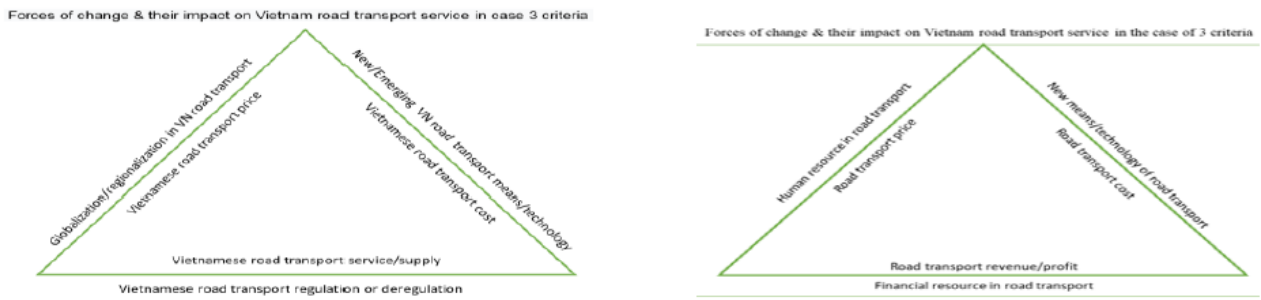 Forces of change & their impact on Vietnam road transport service in case 3 criteria
Globalization/regionalization in VN road transport
Vietnamese road transport price
New/Emerging VN road transport means/technology
Vietnamese road transport cost
Vietnamese road transport service/supply
Vietnamese road transport regulation or deregulation
Forces of change & their impact on Vietnam road transport service in the case of 3 criteria
Human resource in road transport
Road transport price
New means/technology of road transport
Road transport cost
Road transport revenue/profit
Financial resource in road transport